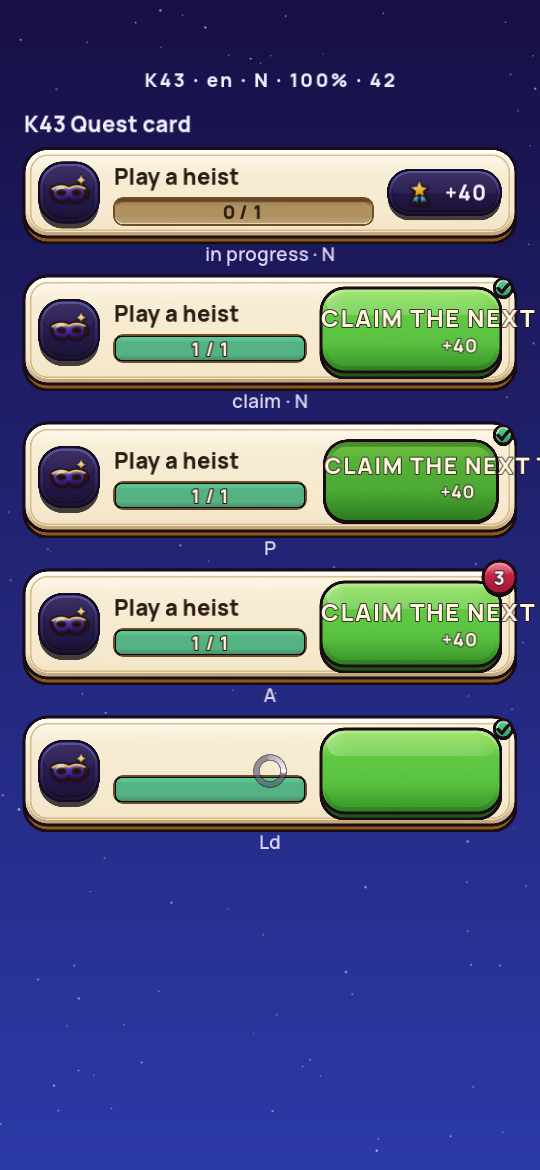 K43 · en · N · 100% · 42
K43 Quest card
Play a heist
0 / 1
+40
in progress · N
Play a heist
1 / 1
CLAIM THE NEXT
+40
claim · N
Play a heist
1 / 1
CLAIM THE NEXT
+40
P
3
Play a heist
1 / 1
CLAIM THE NEXT
+40
A
Ld